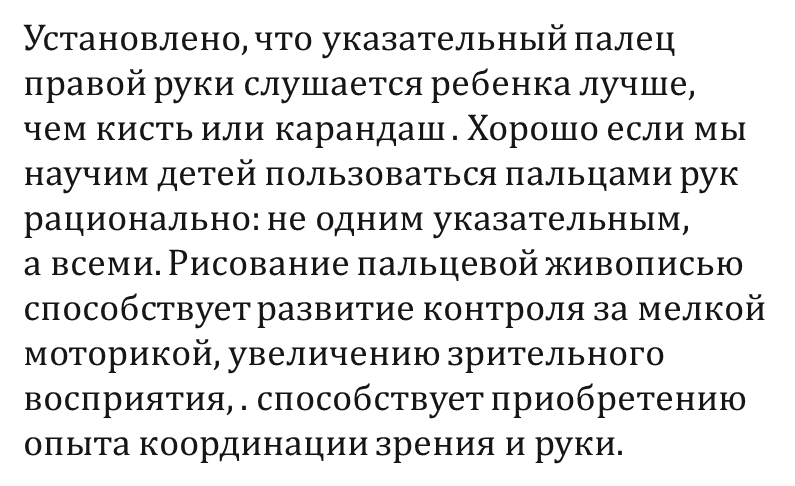 Установлено, что указательный палец
правой руки слушается ребенка лучше,
чем кисть или карандаш . Хорошо если мы
научим детей пользоваться пальцами рук
рационально: не одним указательным,
а всеми. Рисование пальцевой живописью
способствует развитие контроля за мелкой
моторикой, увеличению зрительного
восприятия, . способствует приобретению
опыта координации зрения и руки.